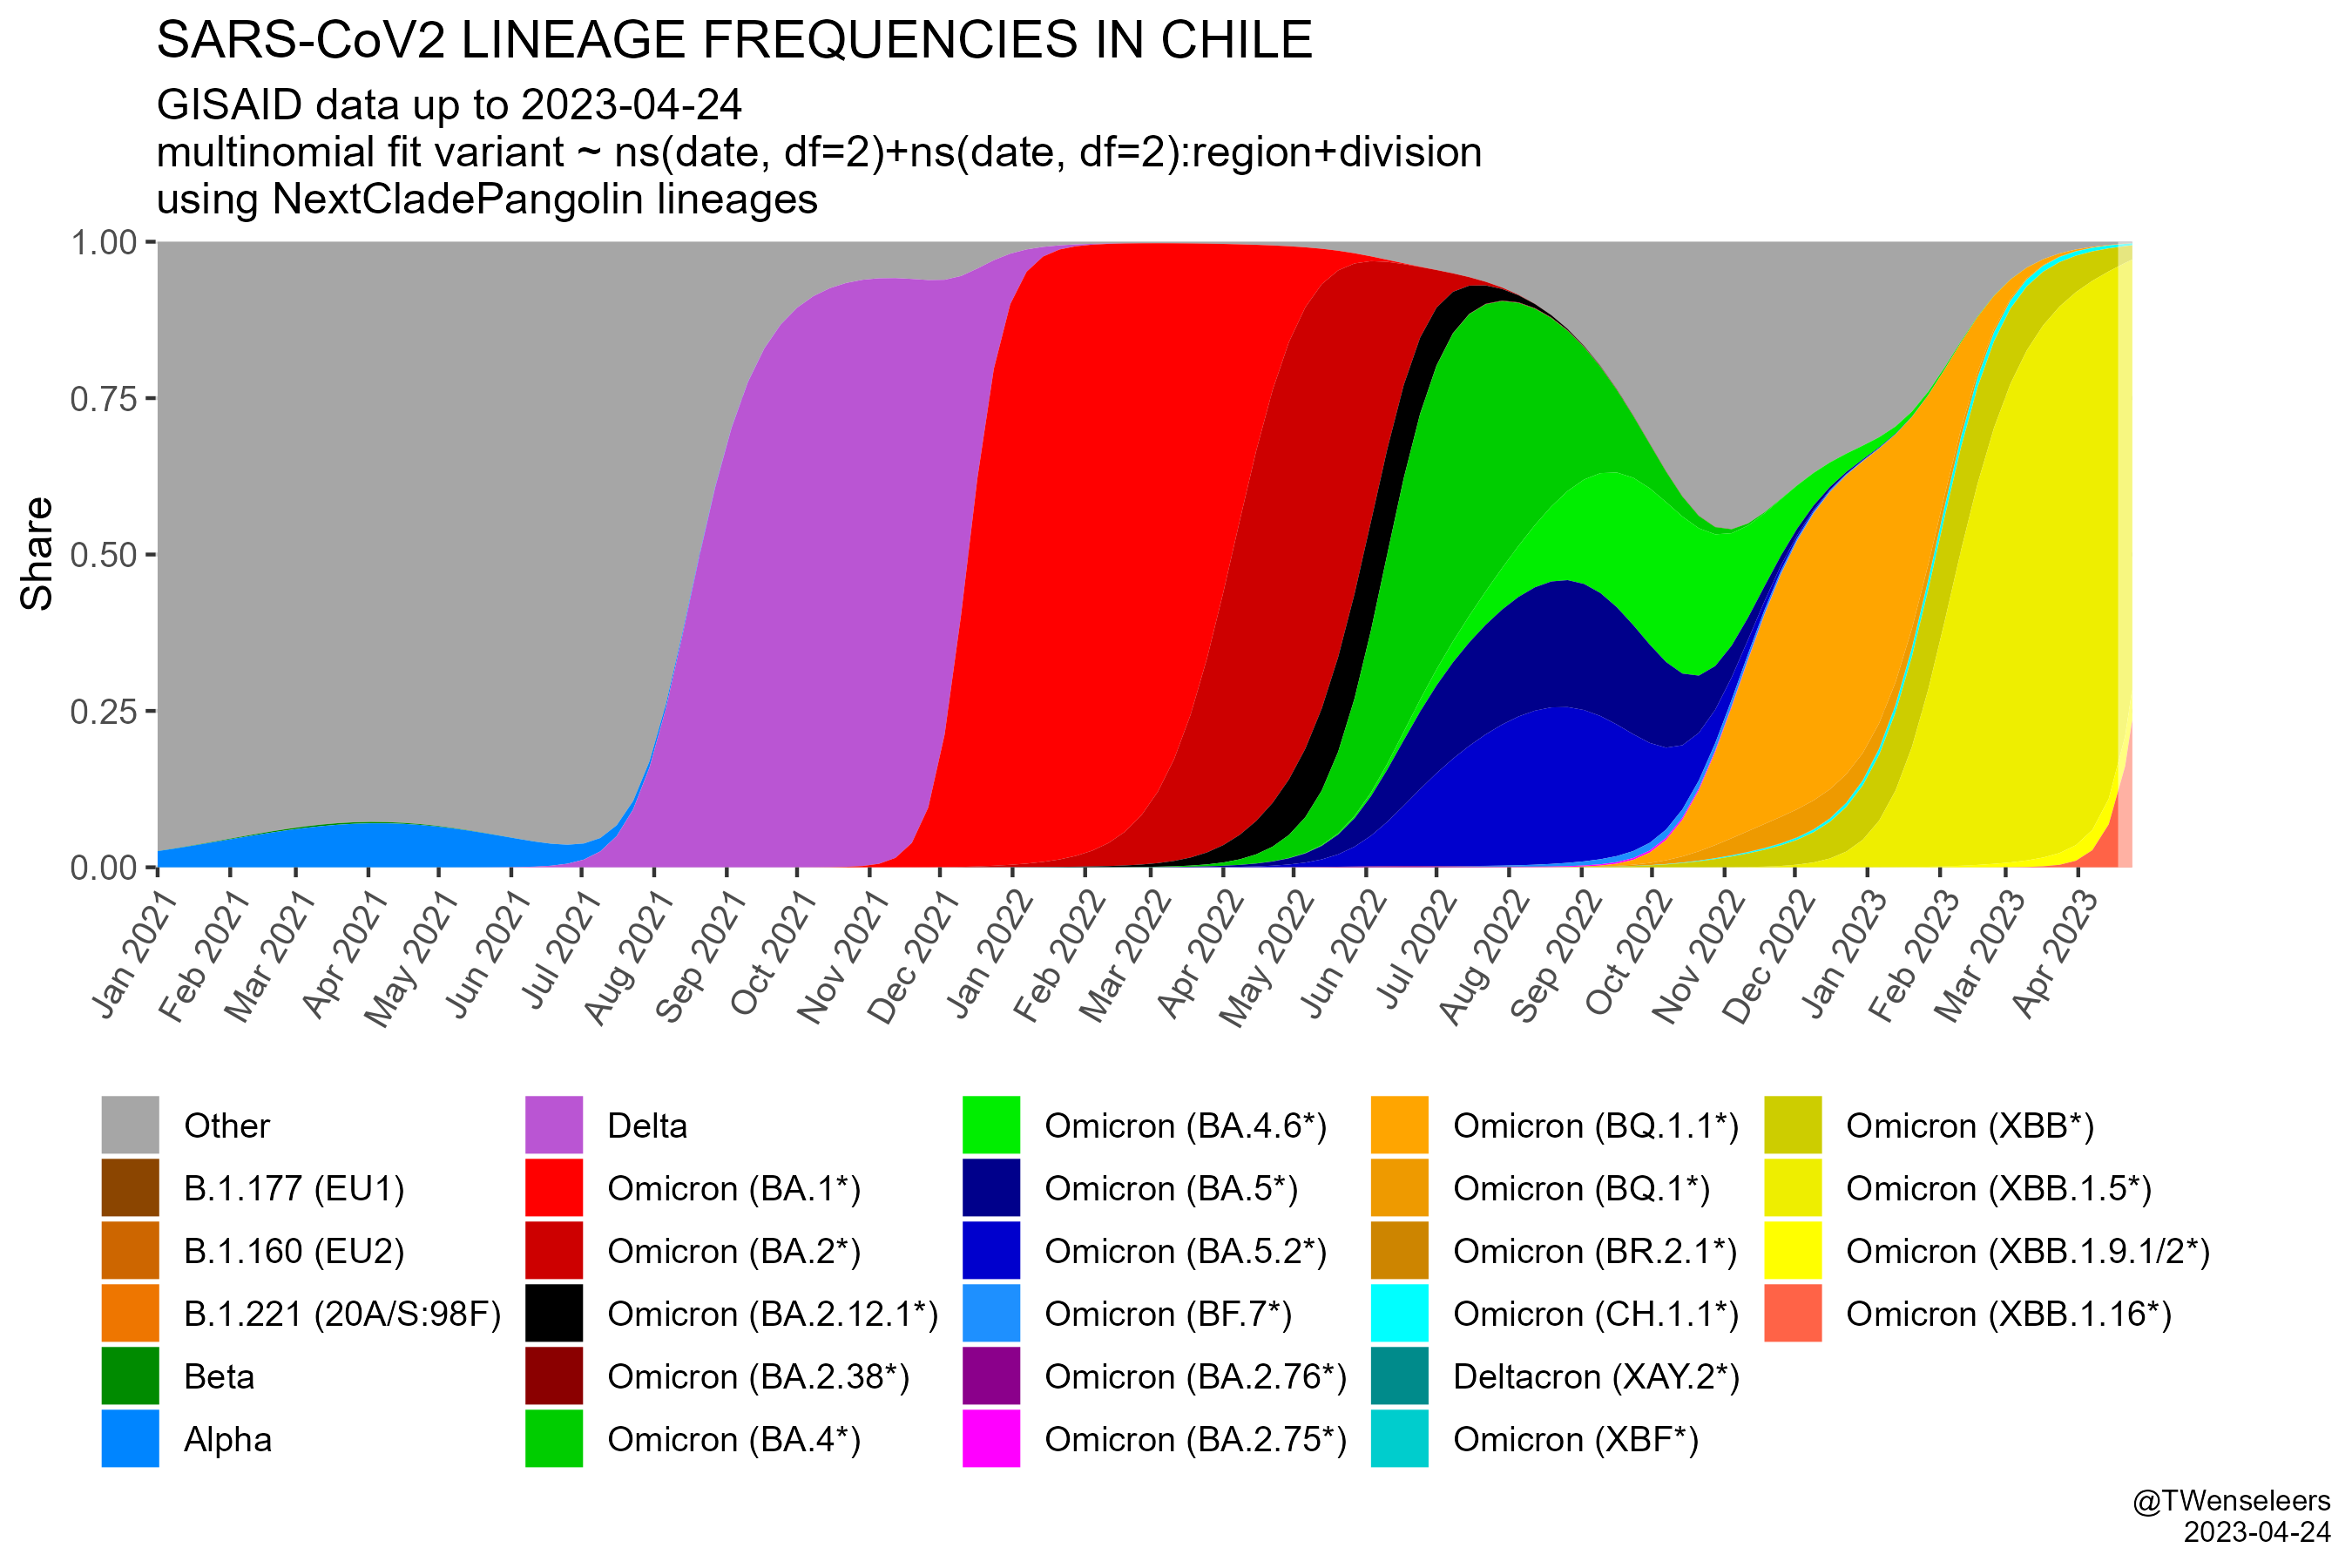 SARS-CoV2 LINEAGE FREQUENCIES IN CHILE
GISAID data up to 2023-04-24
multinomial fit variant ~ ns(date, df=2)+ns(date, df=2):region+division
using NextCladePangolin lineages
1.00
0.75
0.50
0.25
0.00
Share
Jan 2021
Feb 2021
Mar 2021
Apr 2021
May 2021
Jun 2021
Jul 2021
Aug 2021
Sep 2021
Oct 2021
Nov 2021
Dec 2021
Jan 2022
Feb 2022
Mar 2022
Apr 2022
May 2022
Jun 2022
Jul 2022
Aug 2022
Sep 2022
Oct 2022
Nov 2022
Dec 2022
Jan 2023
Feb 2023
Mar 2023
Apr 2023
Other
B.1.177 (EU1)
B.1.160 (EU2)
B.1.221 (20A/S:98F)
Beta
Alpha
Delta
Omicron (BA.1*)
Omicron (BA.2*)
Omicron (BA.2.12.1*)
Omicron (BA.2.38*)
Omicron (BA.4*)
Omicron (BA.4.6*)
Omicron (BA.5*)
Omicron (BA.5.2*)
Omicron (BF.7*)
Omicron (BA.2.76*)
Omicron (BA.2.75*)
Omicron (BQ.1.1*)
Omicron (BQ.1*)
Omicron (BR.2.1*)
Omicron (CH.1.1*)
Deltacron (XAY.2*)
Omicron (XBF*)
Omicron (XBB*)
Omicron (XBB.1.5*)
Omicron (XBB.1.9.1/2*)
Omicron (XBB.1.16*)
@TWenseleers
2023-04-24